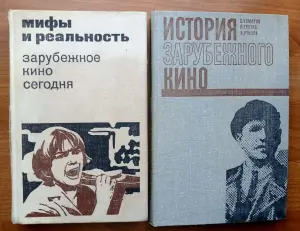 мифы
и реальность
зарубежное
кино
сегодня
ИСТОРИЯ
ЗАРУБЕЖНОГО
КИНО